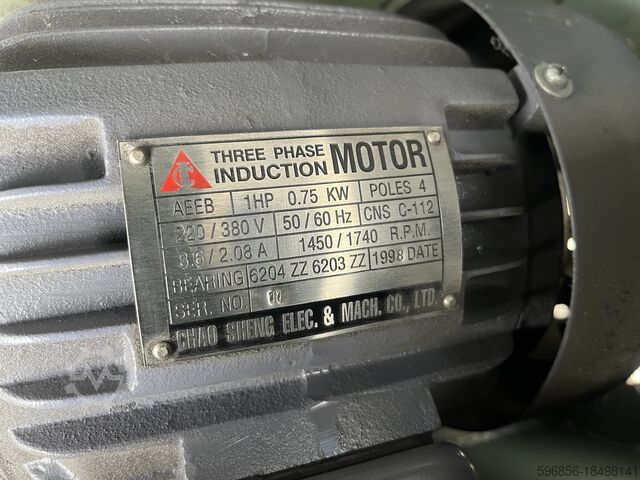 THREE PHASE
INDUCTION MOTOR
AEEB 1HP 0.75 KW POLES 4
220 / 380 V 50 / 60 Hz CNS C-112
3.6 / 2.08 A 1450 / 1740 R.P.M.
BEARING 6204 ZZ 6203 ZZ 1998 DATE
SER. NO.
CHAO SHENG ELEC. & MACH. CO., LTD.
596856-18498141